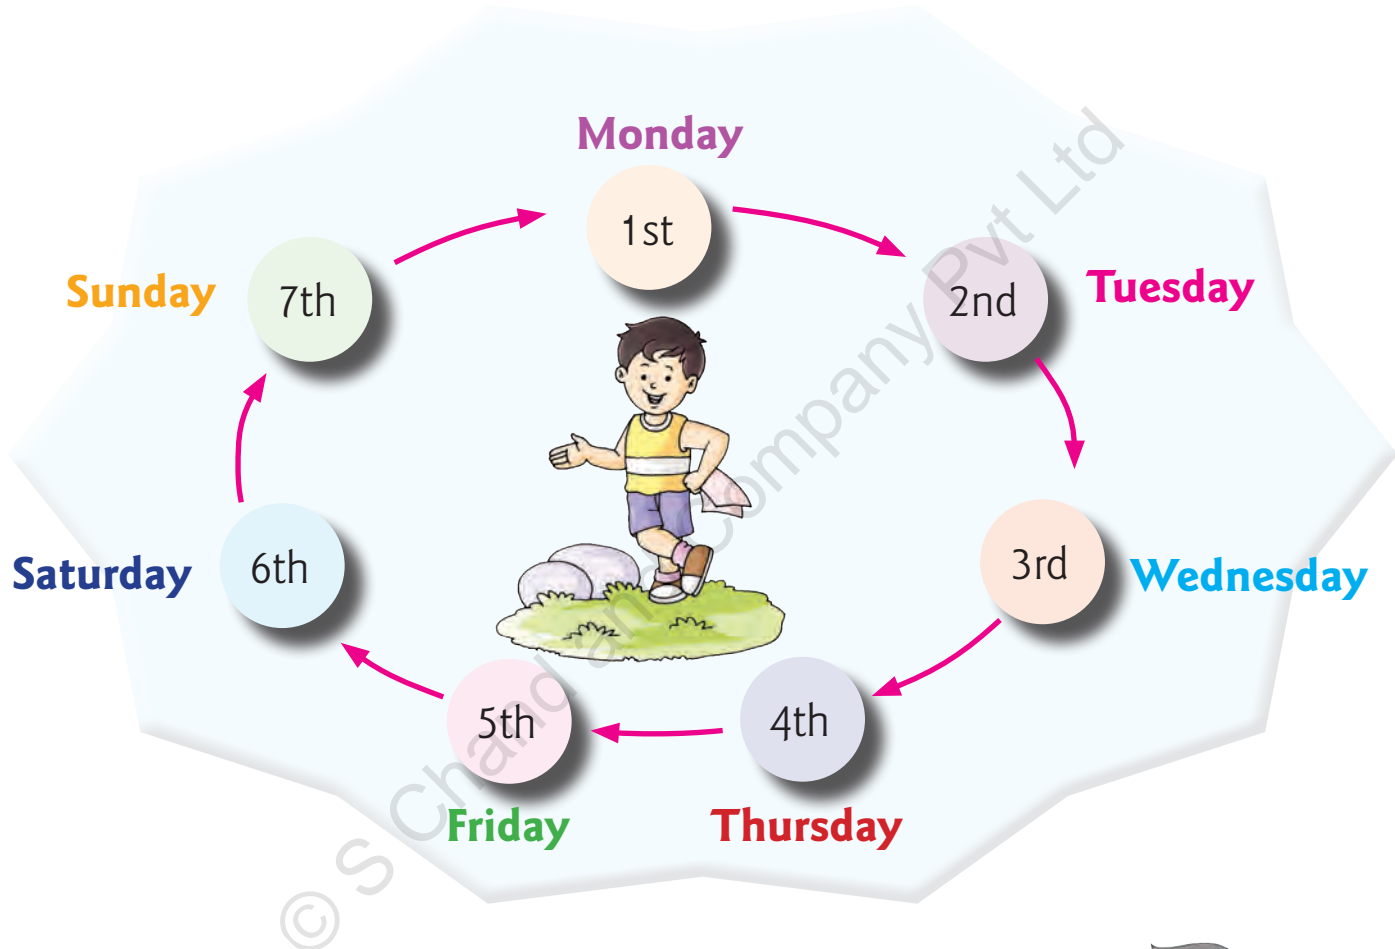 Monday
1st
2nd
Tuesday
3rd
Wednesday
4th
Thursday
5th
Friday
6th
Saturday
7th
Sunday
© S Chand and Company Pvt Ltd